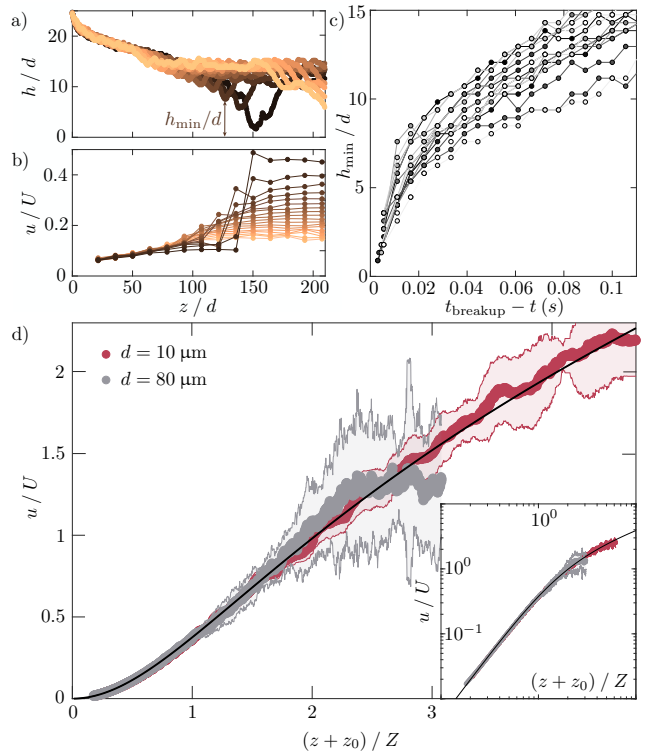 a)
h / d
20
10
0
h_min/d
b)
u / U
0.4
0.2
0
0 50 100 150 200
z / d
c)
h_min / d
15
10
5
0
0.02 0.04 0.06 0.08 0.1
t_breakup − t (s)
d)
d = 10 μm
d = 80 μm
u / U
2
1.5
1
0.5
0
0 1 2 3
(z + z_0) / Z
10^0
u / U
10^0
10^−1
(z + z_0) / Z